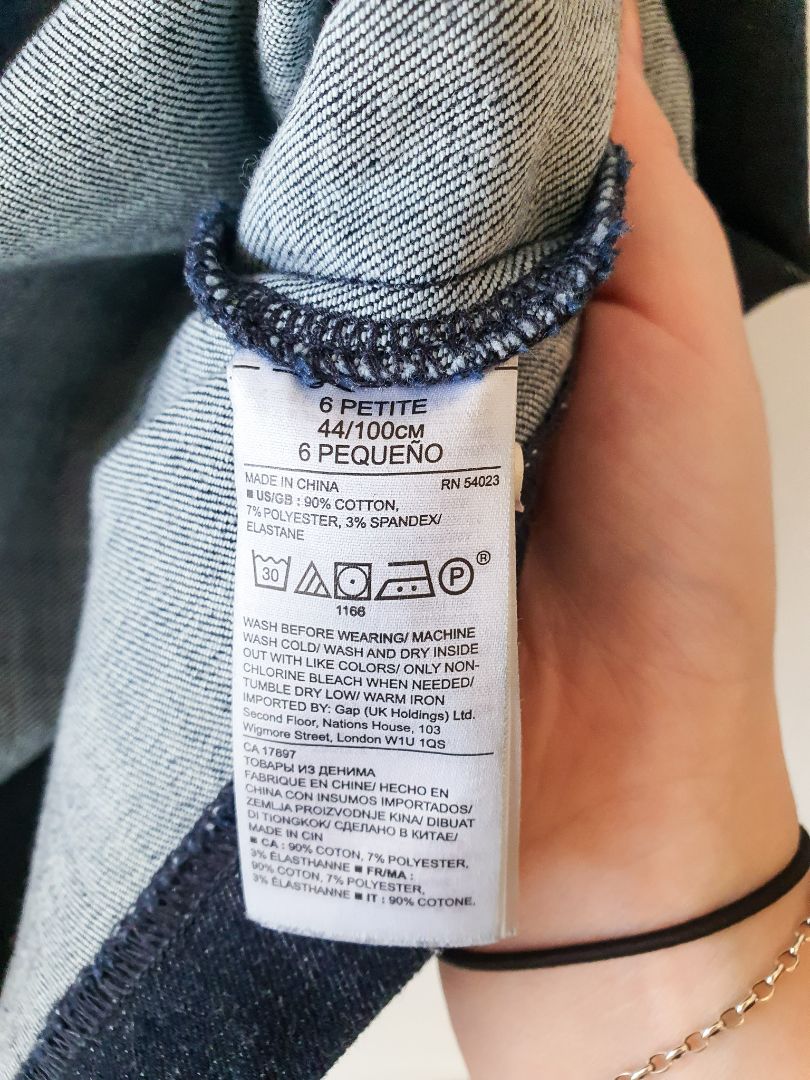 6 PETITE
44/100CM
6 PEQUEÑO
MADE IN CHINA RN 54023
■ US/GB : 90% COTTON,
7% POLYESTER, 3% SPANDEX/
ELASTANE
30 P ®
1166
WASH BEFORE WEARING/ MACHINE
WASH COLD/ WASH AND DRY INSIDE
OUT WITH LIKE COLORS/ ONLY NON-
CHLORINE BLEACH WHEN NEEDED/
TUMBLE DRY LOW/ WARM IRON
IMPORTED BY: Gap (UK Holdings) Ltd.
Second Floor, Nations House, 103
Wigmore Street, London W1U 1QS
CA 17897
ТОВАРЫ ИЗ ДЕНИМА
FABRIQUE EN CHINE/ HECHO EN
CHINA CON INSUMOS IMPORTADOS/
ZEMLJA PROIZVODNJE KINA/ DIBUAT
DI TIONGKOK/ СДЕЛАНО В КИТАЕ/
MADE IN CIN
■ CA : 90% COTON, 7% POLYESTER,
3% ÉLASTHANNE ■ FR/MA :
90% COTON, 7% POLYESTER,
3% ÉLASTHANNE ■ IT : 90% COTONE,